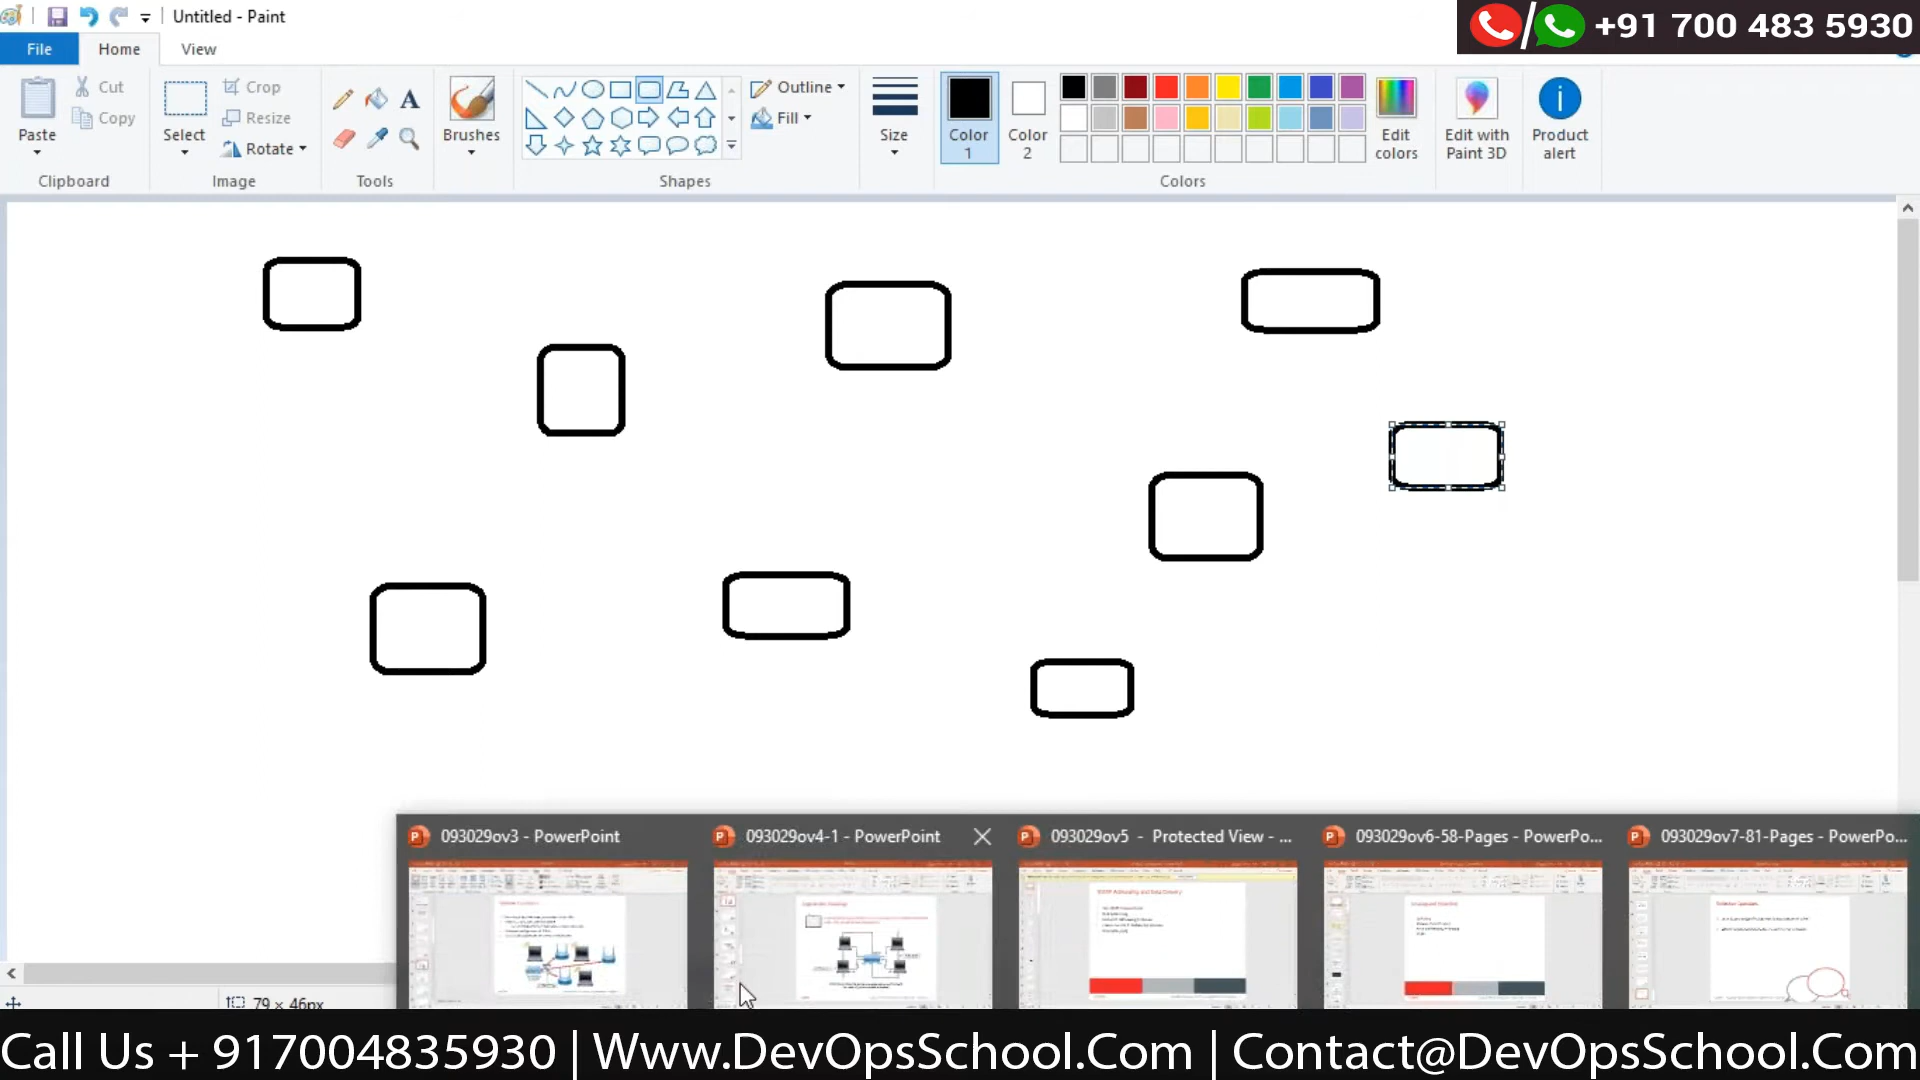 Untitled - Paint
+91 700 483 5930
File
Home
View
Paste
Cut
Copy
Select
Crop
Resize
Rotate
Brushes
Outline
Fill
Size
Color 1
Color 2
Edit colors
Edit with Paint 3D
Product alert
Clipboard
Image
Tools
Shapes
Colors
093029ov3 - PowerPoint
093029ov4-1 - PowerPoint
093029ov5 - Protected View - ...
093029ov6-58-Pages - PowerPo...
093029ov7-81-Pages - PowerPo...
79 × 46px
Call Us + 917004835930 | Www.DevOpsSchool.Com | Contact@DevOpsSchool.Com